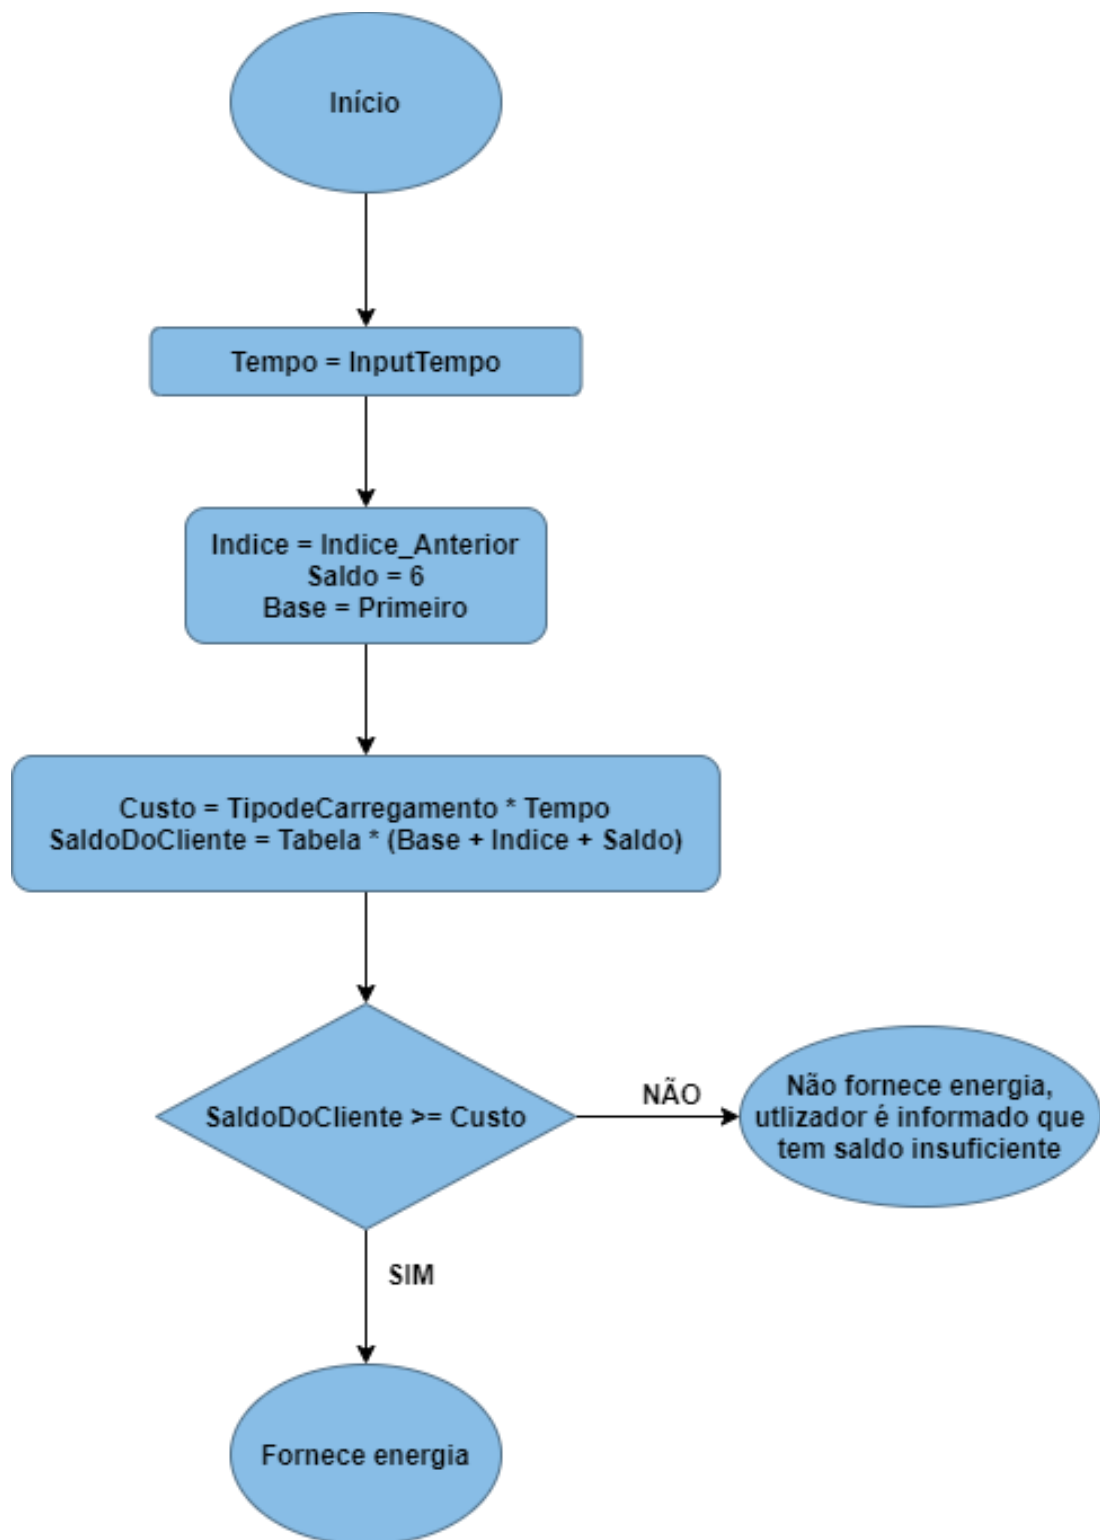 Início
Tempo = InputTempo
Indice = Indice_Anterior
Saldo = 6
Base = Primeiro
Custo = TipodeCarregamento * Tempo
SaldoDoCliente = Tabela * (Base + Indice + Saldo)
SaldoDoCliente >= Custo
NÃO
Não fornece energia,
utlizador é informado que
tem saldo insuficiente
SIM
Fornece energia